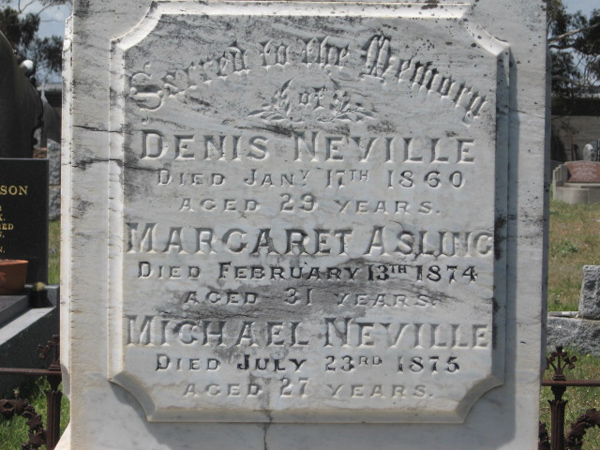 Sacred to the Memory
of
DENIS NEVILLE
DIED JANY 17TH 1860
AGED 29 YEARS.
MARGARET ASLING
DIED FEBRUARY 13TH 1874
AGED 31 YEARS.
MICHAEL NEVILLE
DIED JULY 23RD 1875
AGED 27 YEARS.
SON